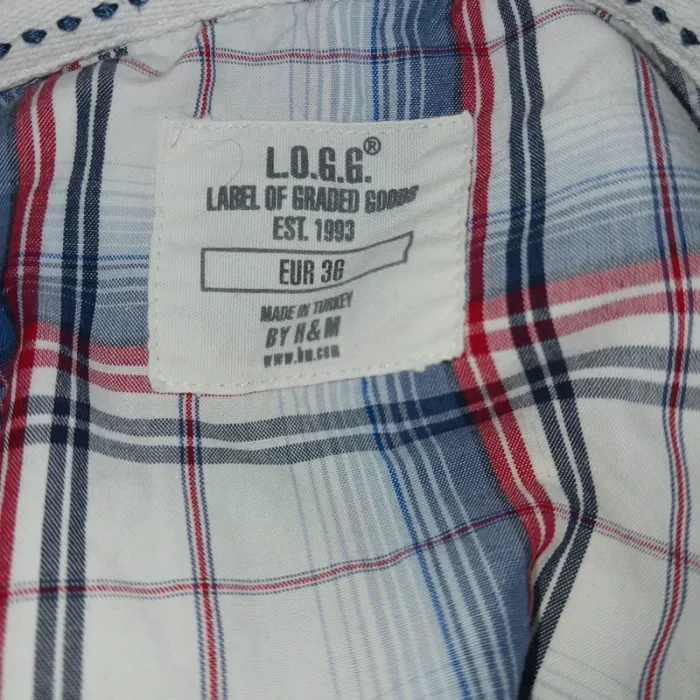 L.O.G.G.®
LABEL OF GRADED GOODS
EST. 1993
EUR 36
MADE IN TURKEY
BY H&M
www.hm.com